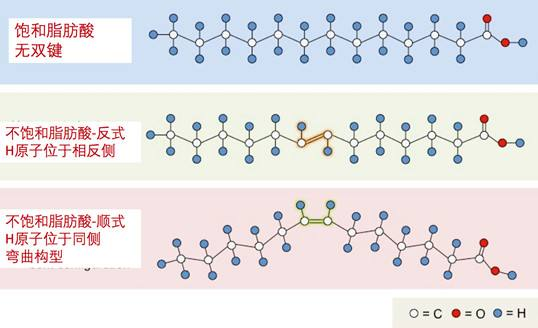 饱和脂肪酸
无双键
不饱和脂肪酸-反式
H原子位于相反侧
不饱和脂肪酸-顺式
H原子位于同侧
弯曲构型
= C = O = H